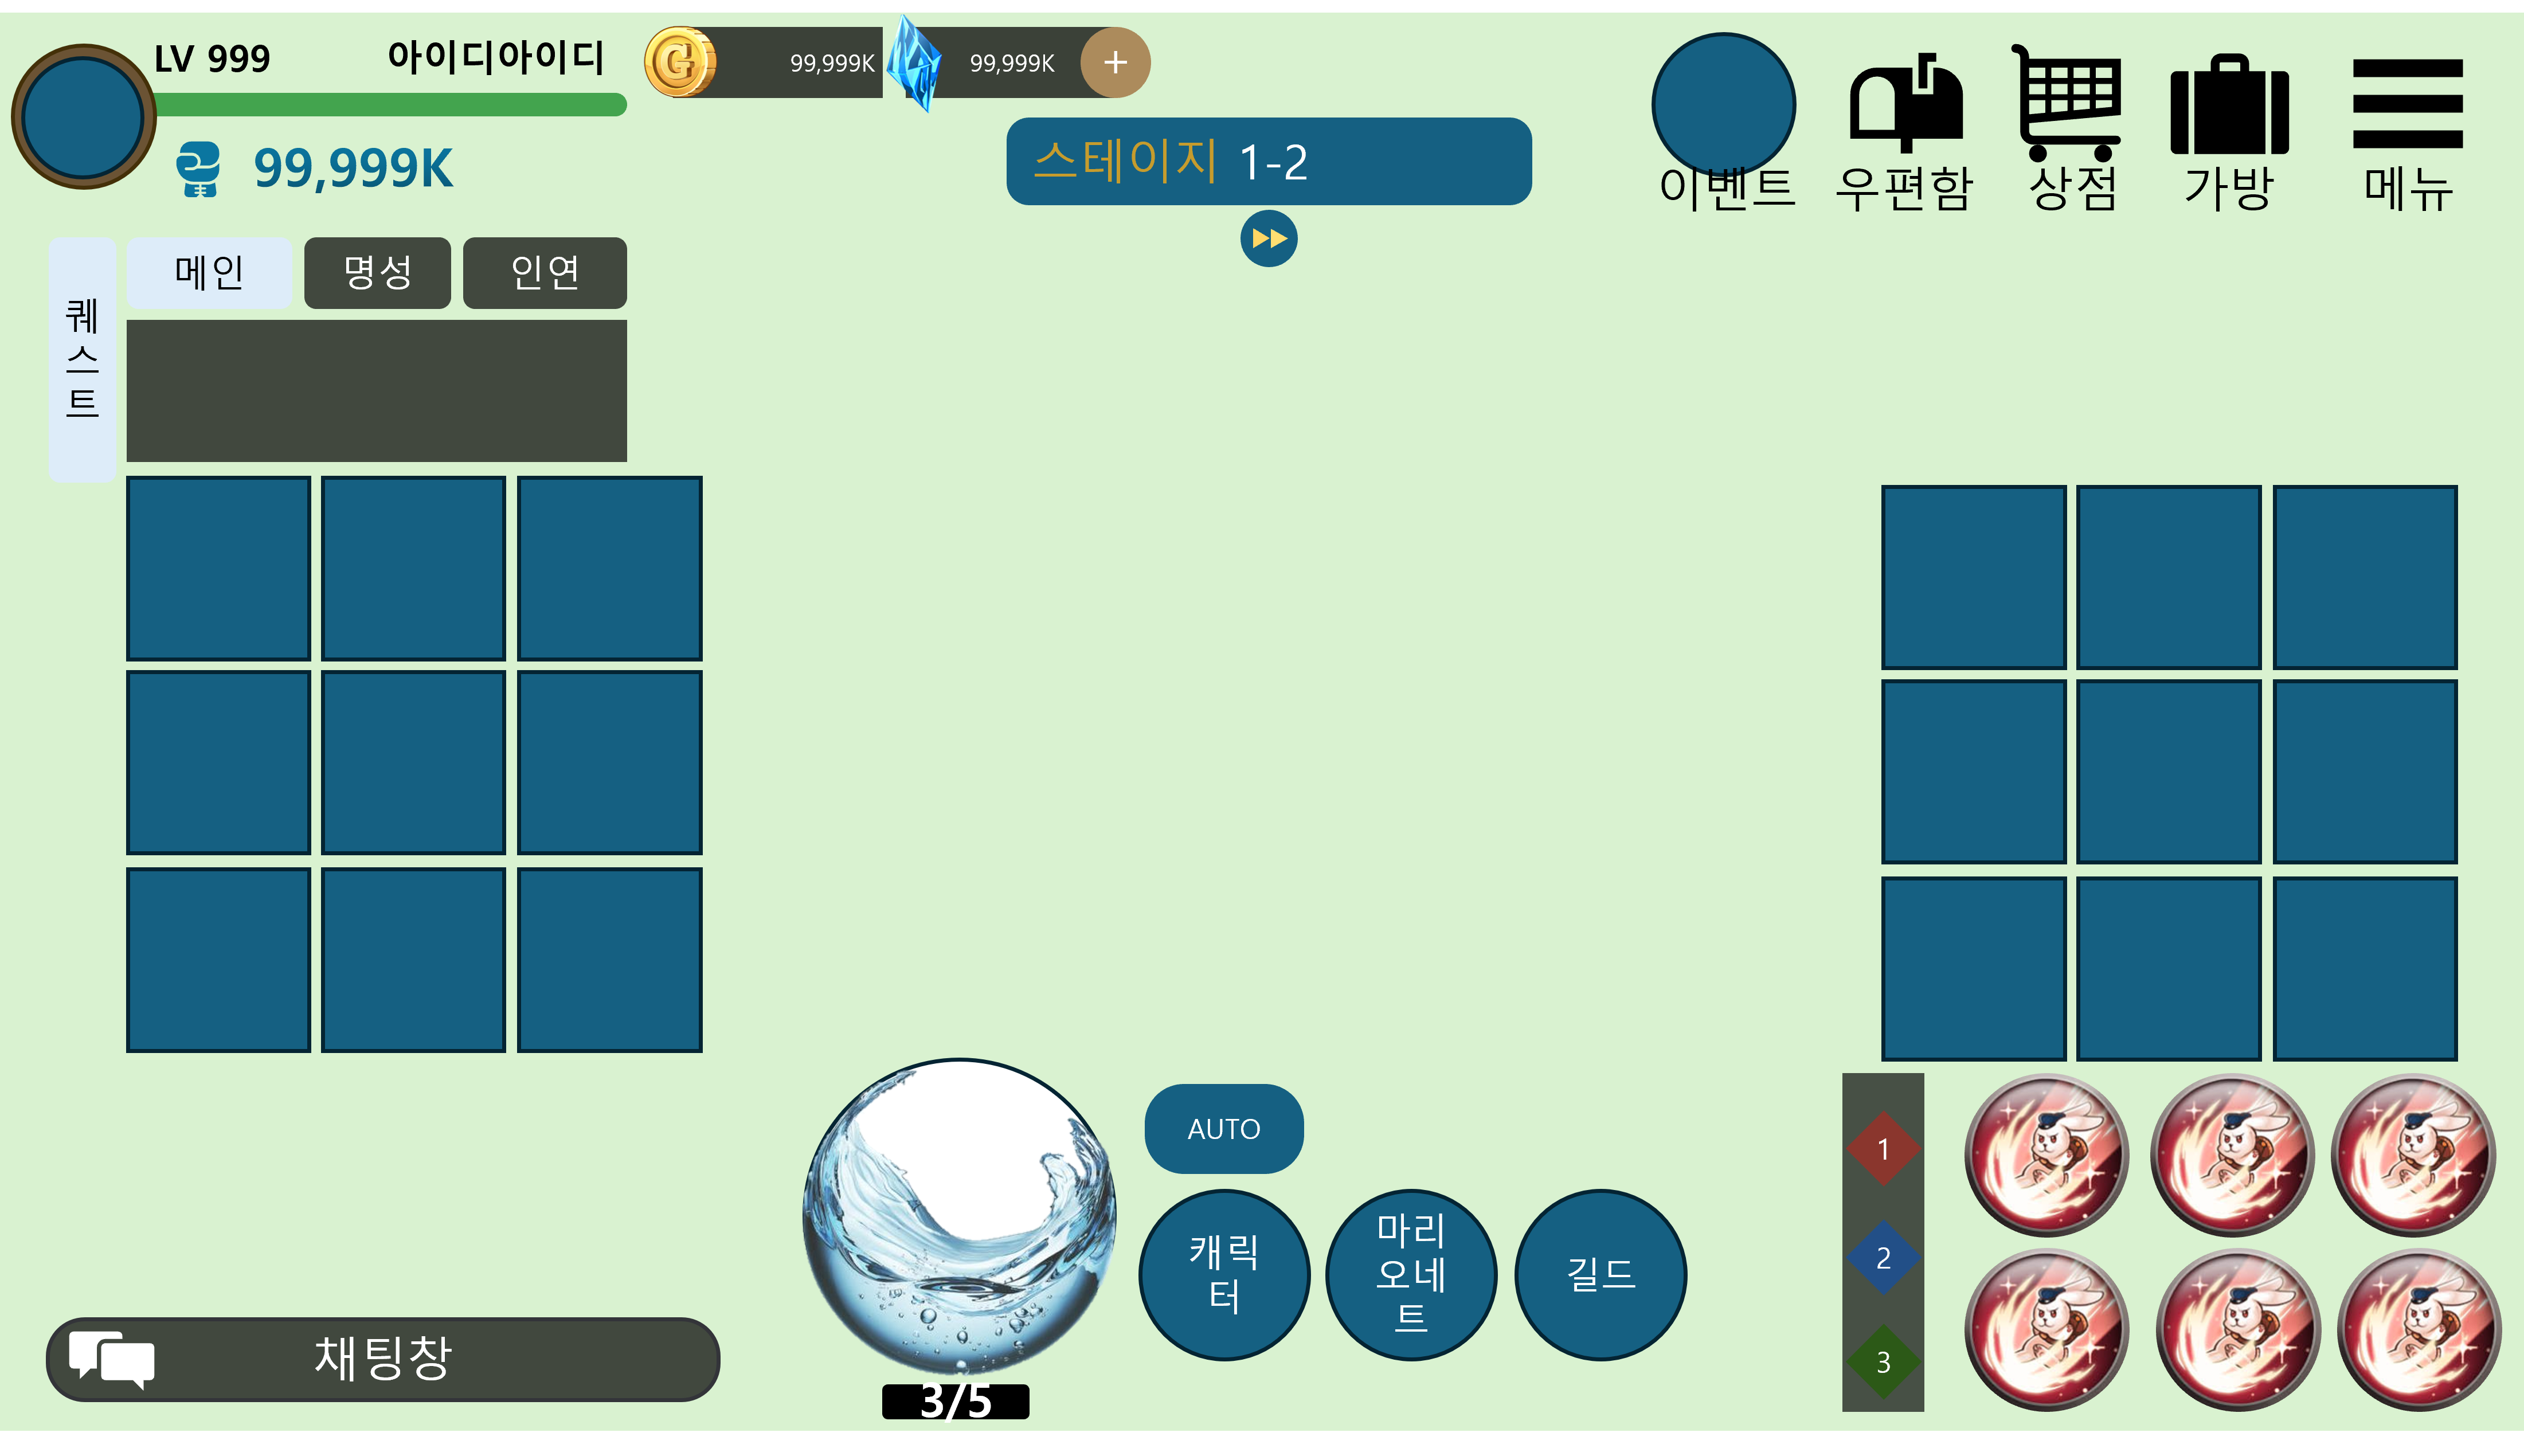 LV 999
아이디아이디
99,999K
99,999K
+
99,999K
스테이지 1-2
이벤트
우편함
상점
가방
메뉴
퀘
스
트
메인
명성
인연
AUTO
캐릭
터
마리
오네
트
길드
1
2
3
채팅창
3/5